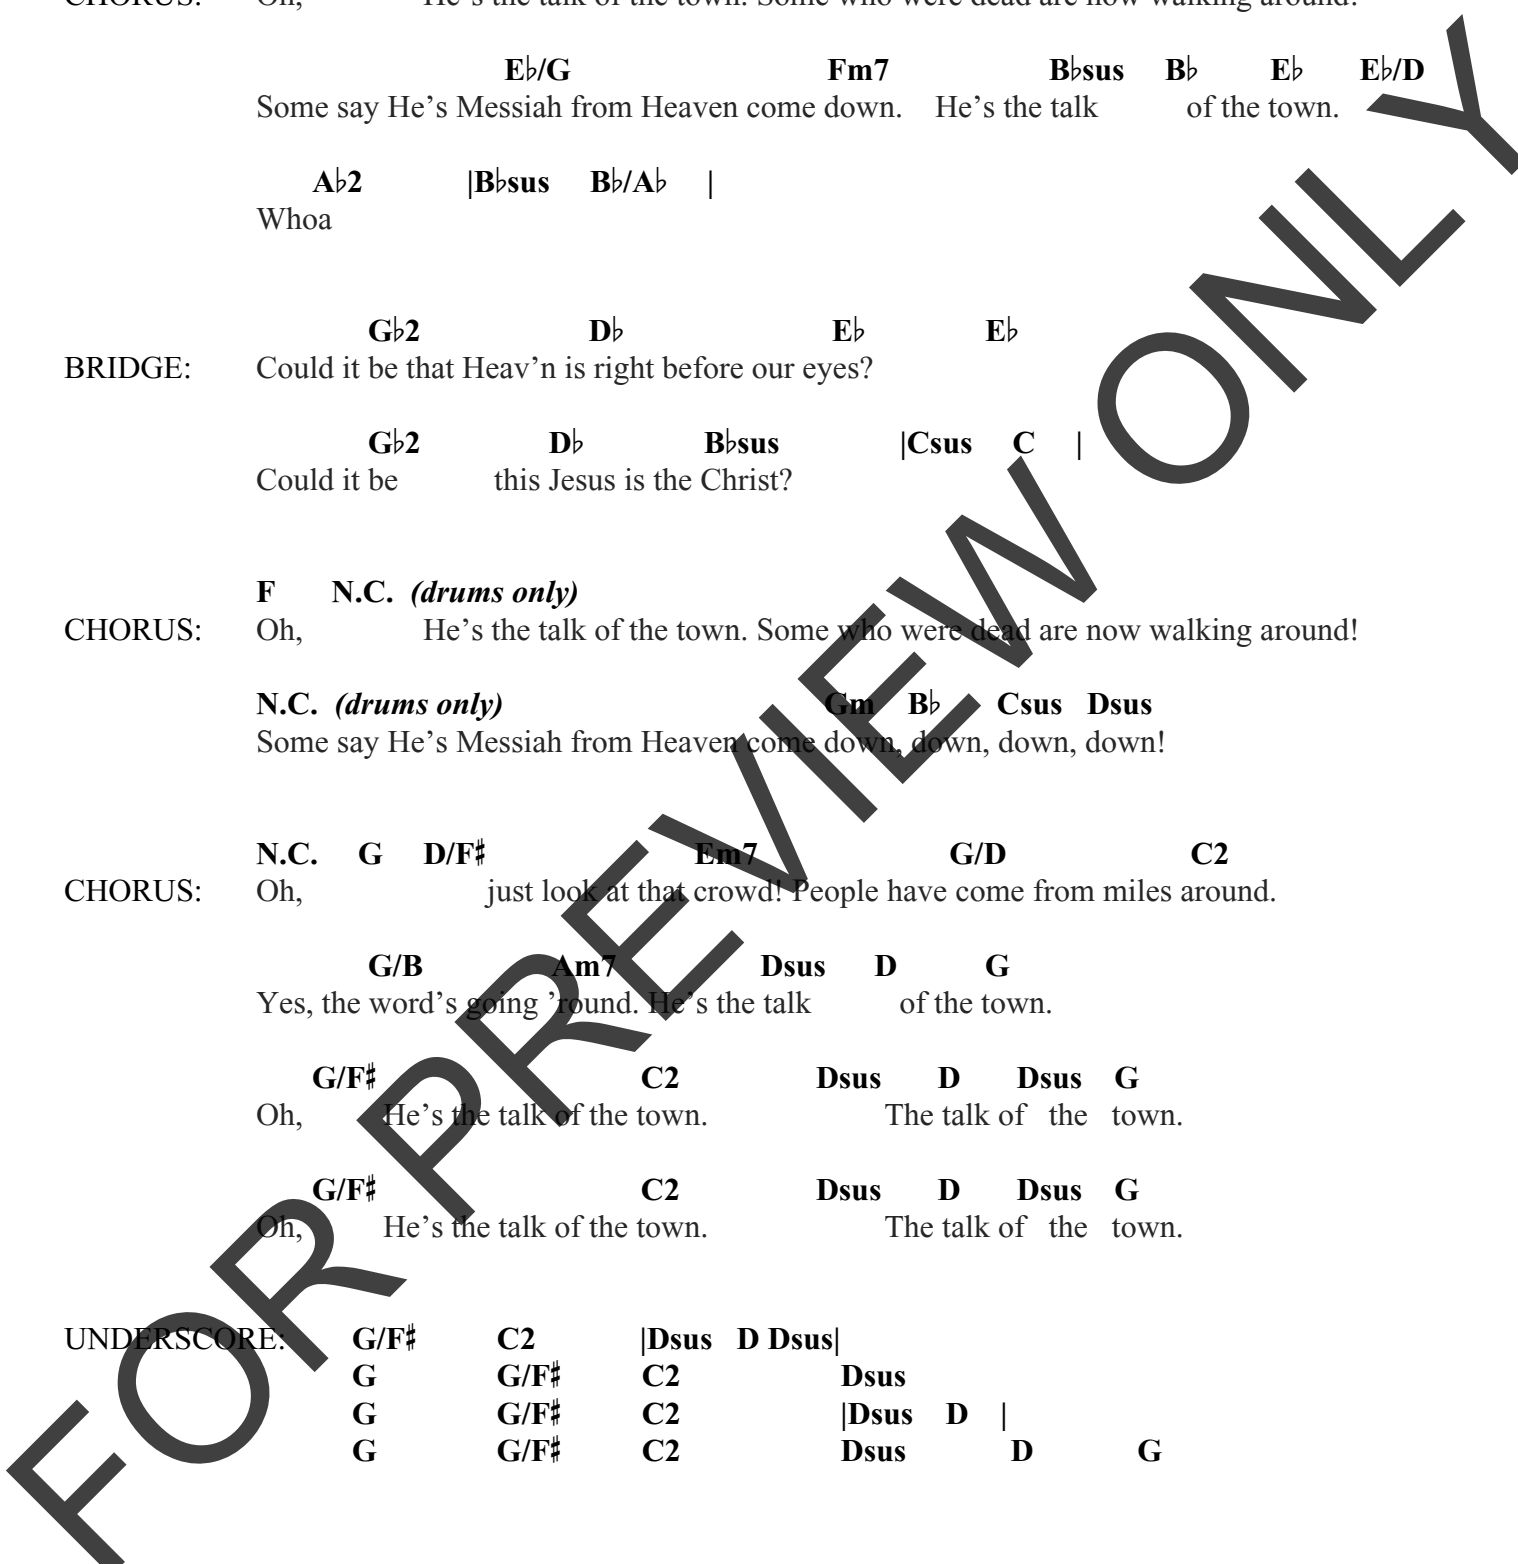 CHORUS: Oh, He's the talk of the town. Some who were dead are now walking around!
E♭/G Fm7 B♭sus B♭ E♭ E♭/D
Some say He's Messiah from Heaven come down. He's the talk of the town.
A♭2 |B♭sus B♭/A♭ |
Whoa
G♭2 D♭ E♭ E♭
BRIDGE: Could it be that Heav'n is right before our eyes?
G♭2 D♭ B♭sus |Csus C |
Could it be this Jesus is the Christ?
F N.C. (drums only)
CHORUS: Oh, He's the talk of the town. Some who were dead are now walking around!
N.C. (drums only) Gm B♭ Csus Dsus
Some say He's Messiah from Heaven come down, down, down, down!
N.C. G D/F♯ Em7 G/D C2
CHORUS: Oh, just look at that crowd! People have come from miles around.
G/B Am7 Dsus D G
Yes, the word's going 'round. He's the talk of the town.
G/F♯ C2 Dsus D Dsus G
Oh, He's the talk of the town. The talk of the town.
G/F♯ C2 Dsus D Dsus G
Oh, He's the talk of the town. The talk of the town.
UNDERSCORE: G/F♯ C2 |Dsus D Dsus|
G G/F♯ C2 Dsus
G G/F♯ C2 |Dsus D |
G G/F♯ C2 Dsus D G
FOR PREVIEW ONLY